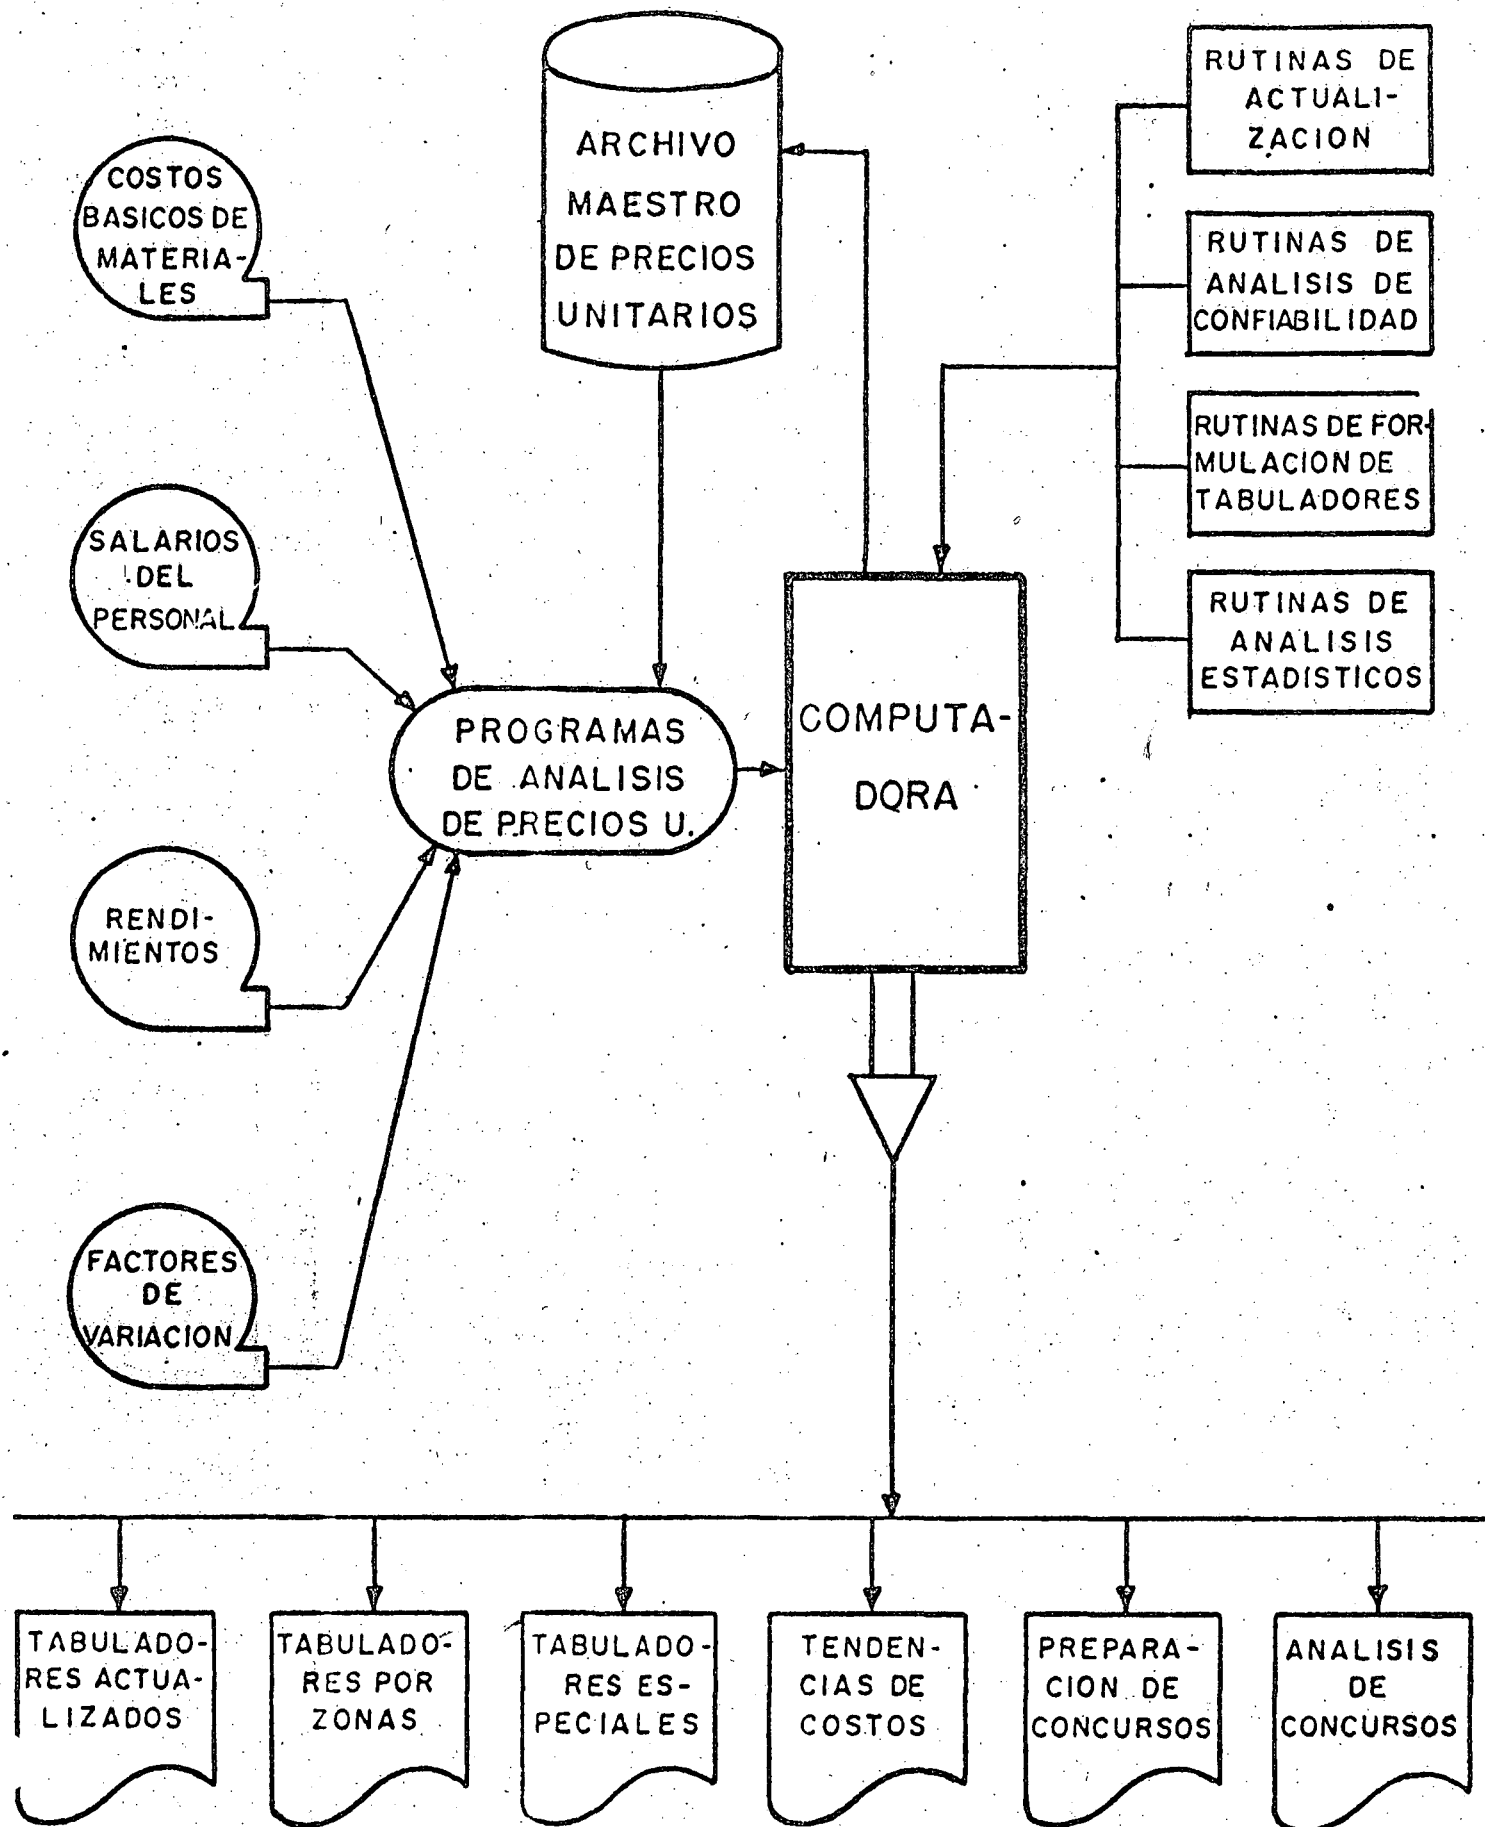 ARCHIVO
MAESTRO
DE PRECIOS
UNITARIOS
RUTINAS DE
ACTUALI-
ZACION
COSTOS
BASICOS DE
MATERIA-
LES
RUTINAS DE
ANALISIS DE
CONFIABILIDAD
RUTINAS DE FOR-
MULACION DE
TABULADORES
SALARIOS
DEL
PERSONAL
RUTINAS DE
ANALISIS
ESTADISTICOS
PROGRAMAS
DE ANALISIS
DE PRECIOS U.
COMPUTA-
DORA
RENDI-
MIENTOS
FACTORES
DE
VARIACION
TABULADO-
RES ACTUA-
LIZADOS
TABULADO-
RES POR
ZONAS
TABULADO-
RES ES-
PECIALES
TENDEN-
CIAS DE
COSTOS
PREPARA-
CION DE
CONCURSOS
ANALISIS
DE
CONCURSOS